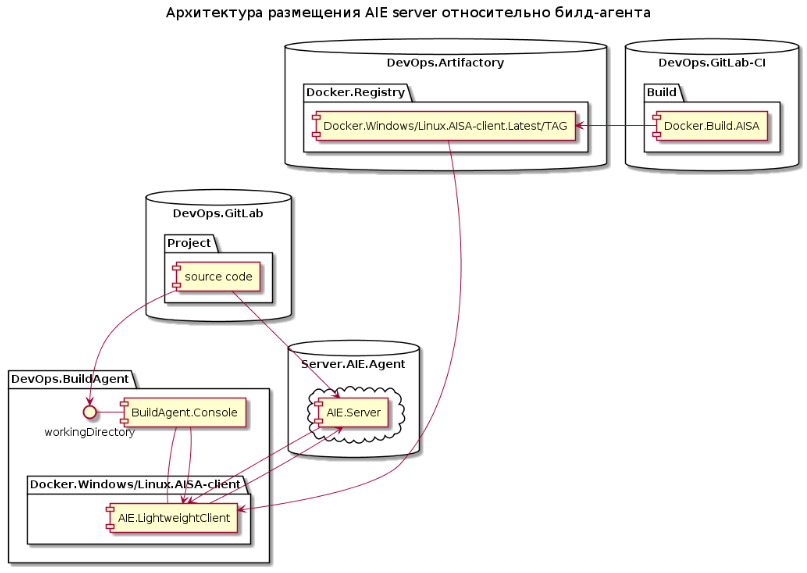 Архитектура размещения AIE server относительно билд-агента
DevOps.Artifactory
DevOps.GitLab-CI
Docker.Registry
Build
Docker.Windows/Linux.AISA-client.Latest/TAG
Docker.Build.AISA
DevOps.GitLab
Project
source code
Server.AIE.Agent
DevOps.BuildAgent
BuildAgent.Console
AIE.Server
workingDirectory
Docker.Windows/Linux.AISA-client
AIE.LightweightClient